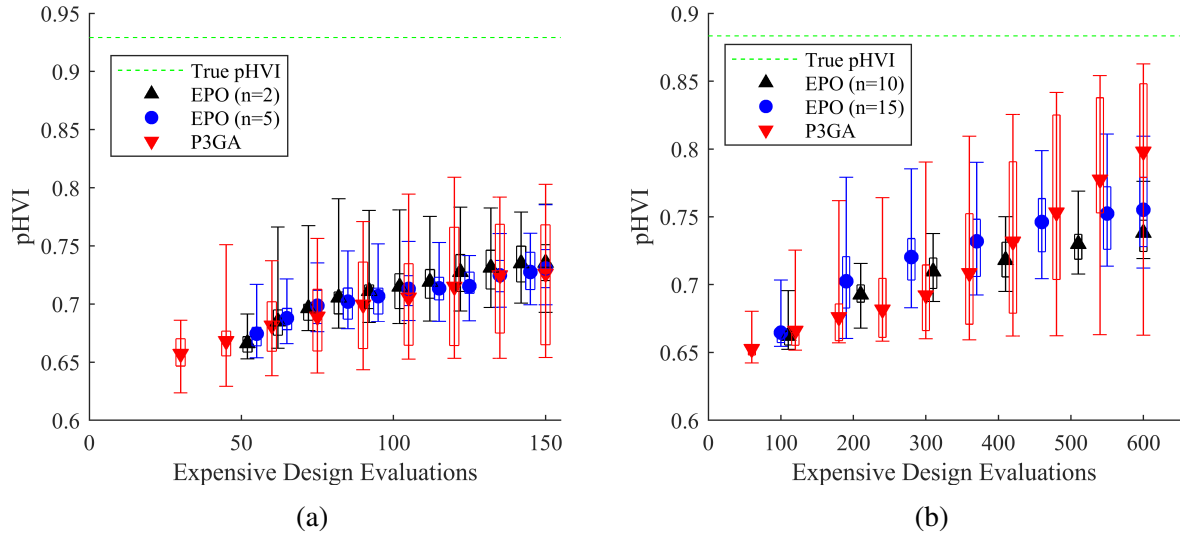 0.95
0.9
0.85
0.8
0.75
0.7
0.65
0.6
pHVI
True pHVI
EPO (n=2)
EPO (n=5)
P3GA
0
50
100
150
Expensive Design Evaluations
(a)
0.9
0.85
0.8
0.75
0.7
0.65
0.6
pHVI
True pHVI
EPO (n=10)
EPO (n=15)
P3GA
0
100
200
300
400
500
600
Expensive Design Evaluations
(b)